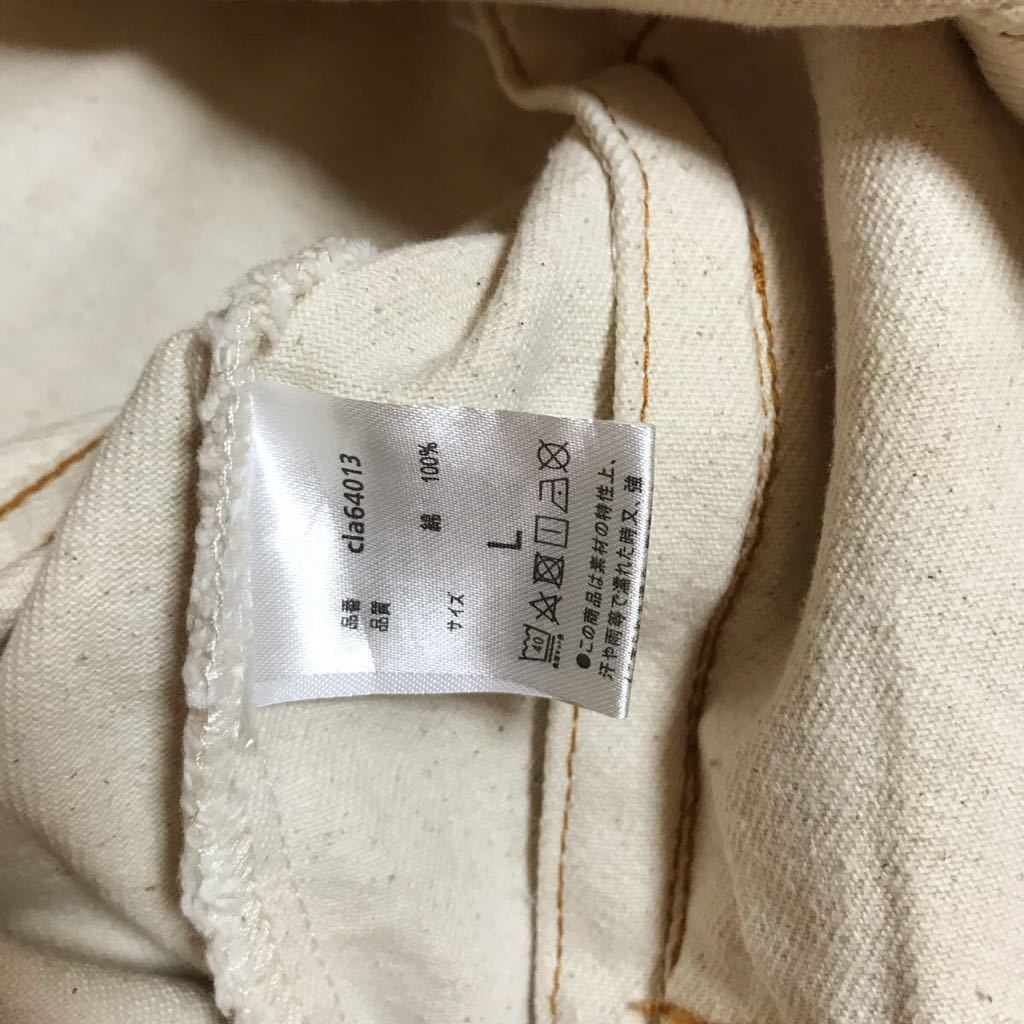 品番
cla64013
品質
綿 100%
サイズ
L
40
●この商品は素材の特性上、
汗や雨等で濡れた時又、強